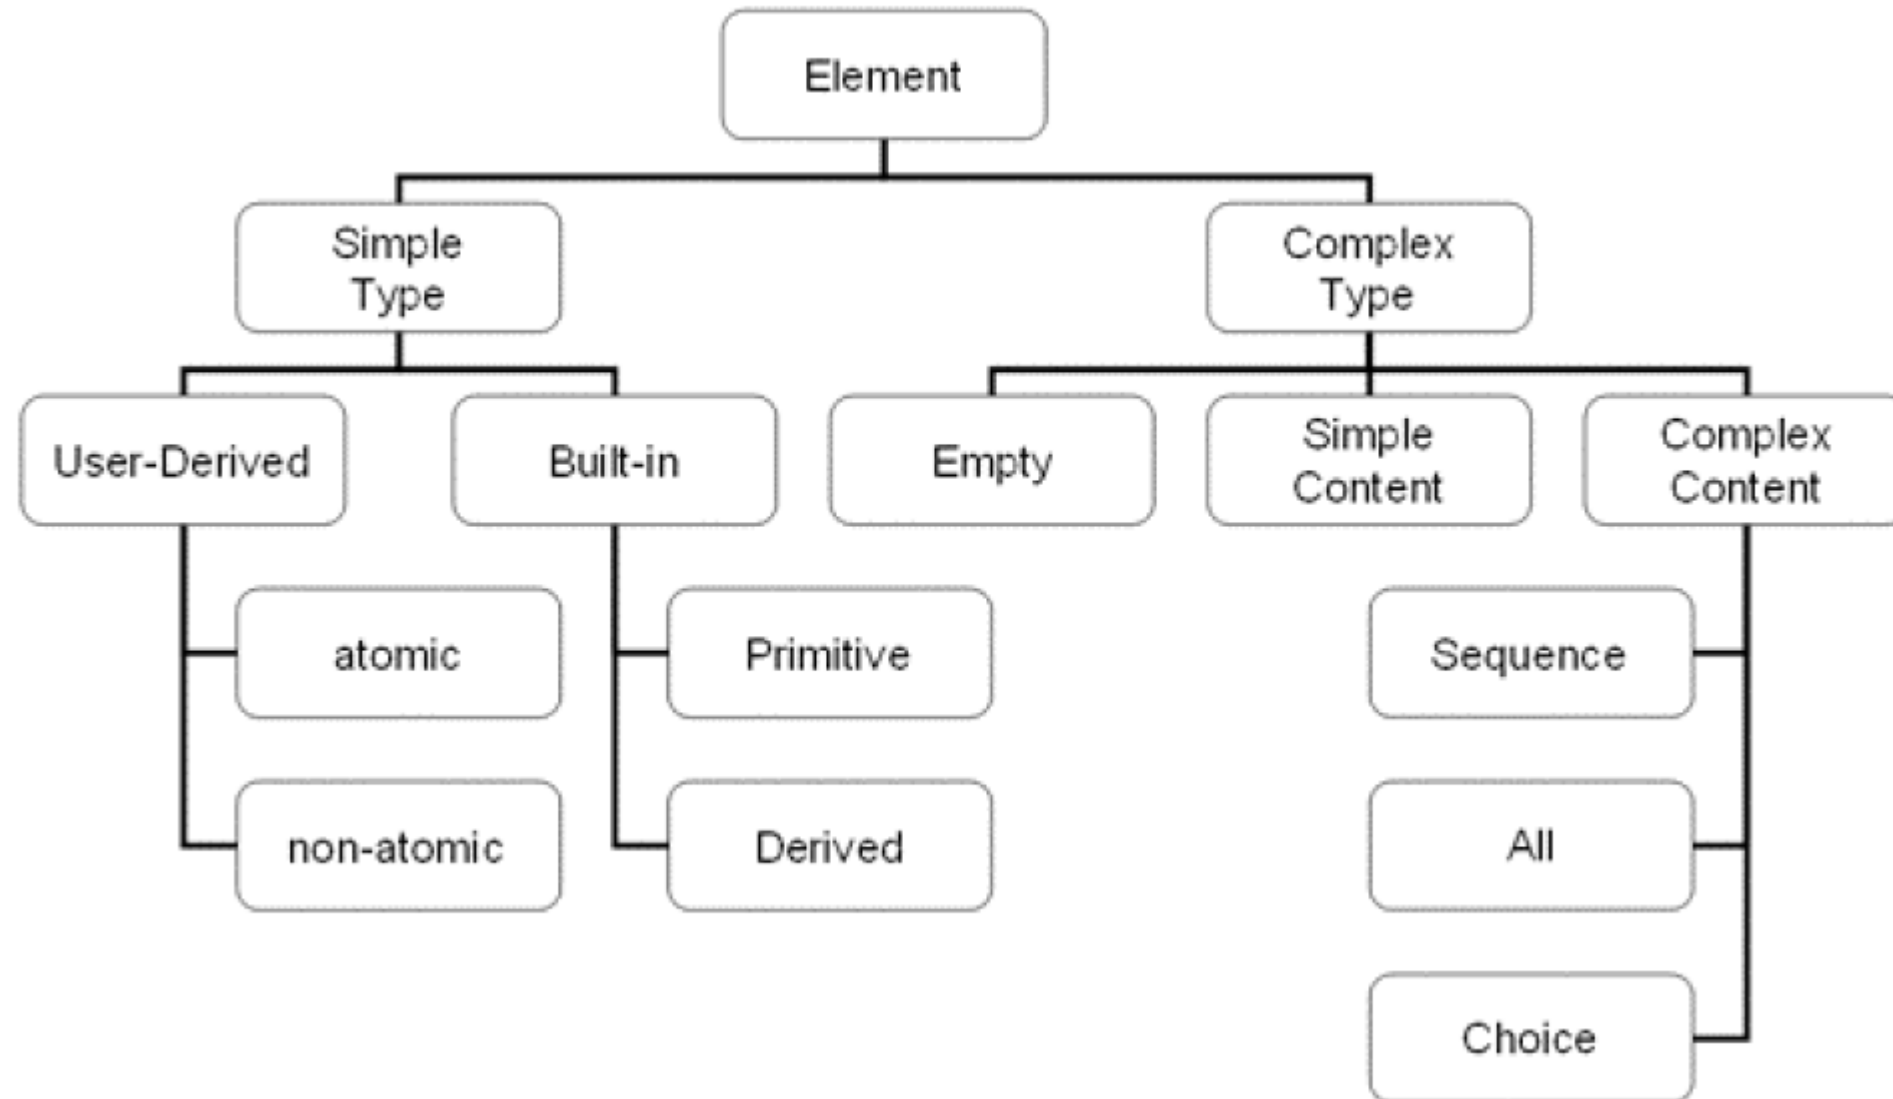 Element
Simple
Type
Complex
Type
User-Derived
Built-in
Empty
Simple
Content
Complex
Content
atomic
Primitive
Sequence
non-atomic
Derived
All
Choice